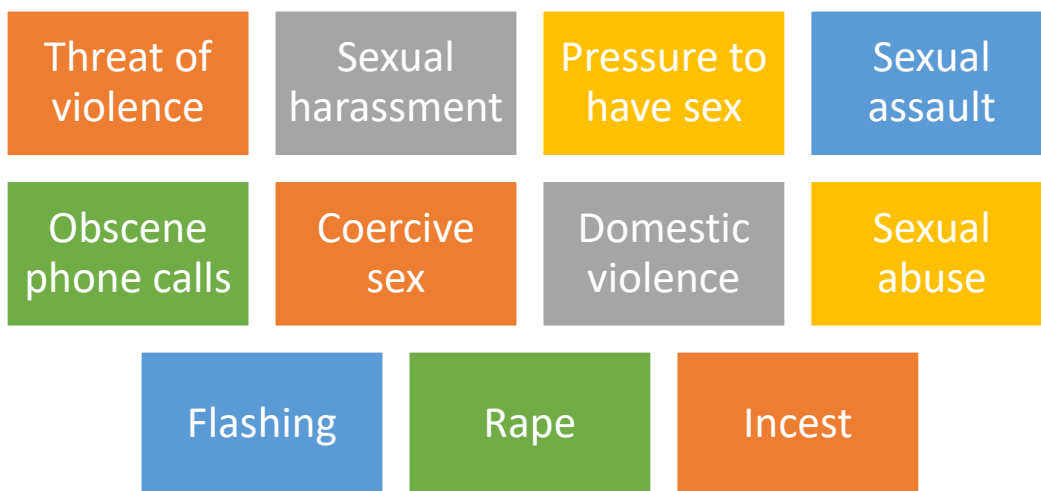 Threat of
violence
Sexual
harassment
Pressure to
have sex
Sexual
assault
Obscene
phone calls
Coercive
sex
Domestic
violence
Sexual
abuse
Flashing
Rape
Incest